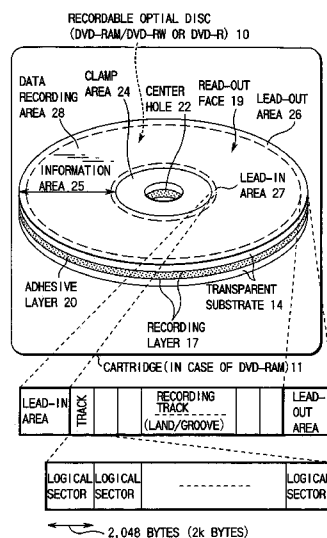 RECORDABLE OPTIAL DISC
(DVD-RAM/DVD-RW OR DVD-R) 10
CLAMP
AREA 24
CENTER
HOLE 22
READ-OUT
FACE 19
DATA
RECORDING
AREA 28
LEAD-OUT
AREA 26
INFORMATION
AREA 25
LEAD-IN
AREA 27
ADHESIVE
LAYER 20
TRANSPARENT
SUBSTRATE 14
RECORDING
LAYER 17
CARTRIDGE(IN CASE OF DVD-RAM)11
LEAD-IN
AREA
TRACK
RECORDING
TRACK
(LAND/GROOVE)
LEAD-
OUT
AREA
LOGICAL
SECTOR
LOGICAL
SECTOR
LOGICAL
SECTOR
2.048 BYTES (2k BYTES)